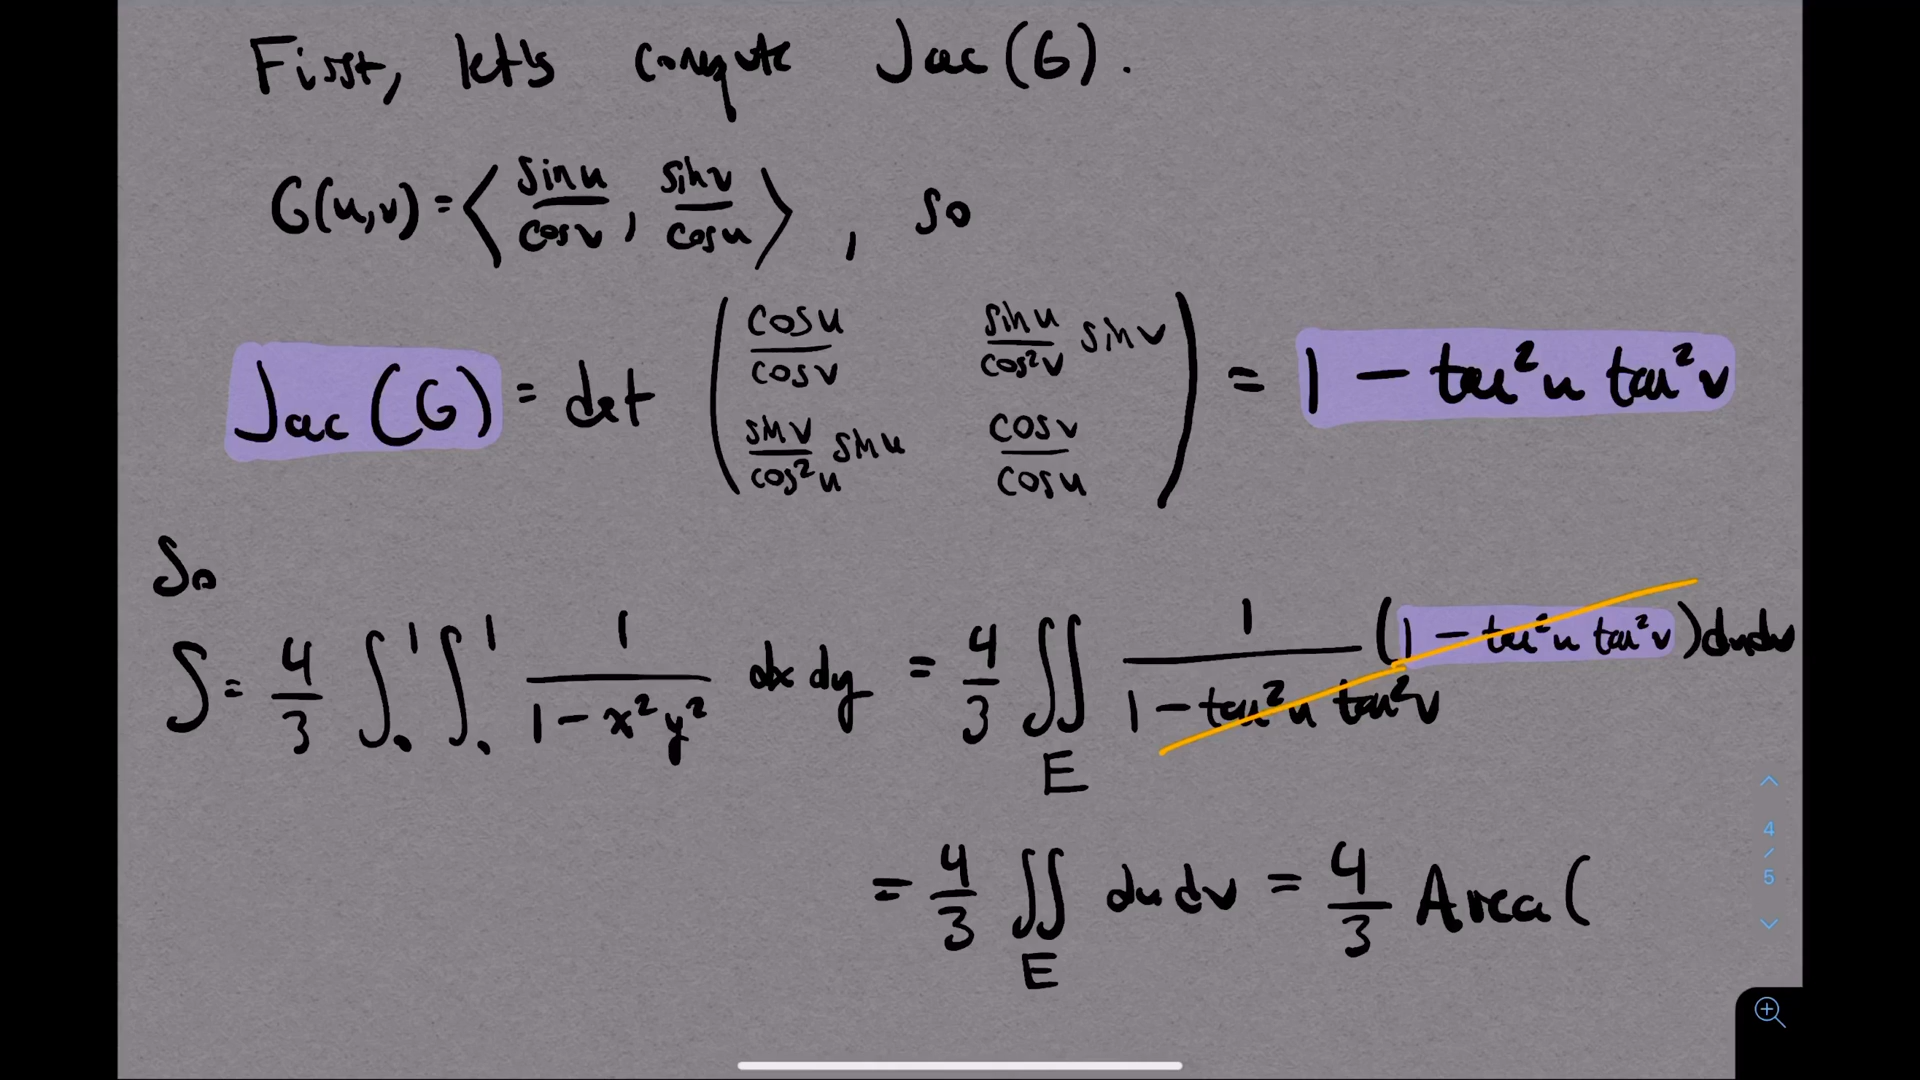 First, let's compute Jac(G).
G(u,v) = ⟨ sin u / cos v , sin v / cos u ⟩ , so
Jac(G) = det ( cos u / cos v   sin u / cos²v sin v ; sin v / cos²u sin u   cos v / cos u ) = 1 − tan²u tan²v
So
S = 4/3 ∫₀¹ ∫₀¹ 1 / (1 − x²y²) dx dy = 4/3 ∬_E 1 / (1 − tan²u tan²v) (1 − tan²u tan²v) du dv
= 4/3 ∬_E du dv = 4/3 Area (
4 / 5